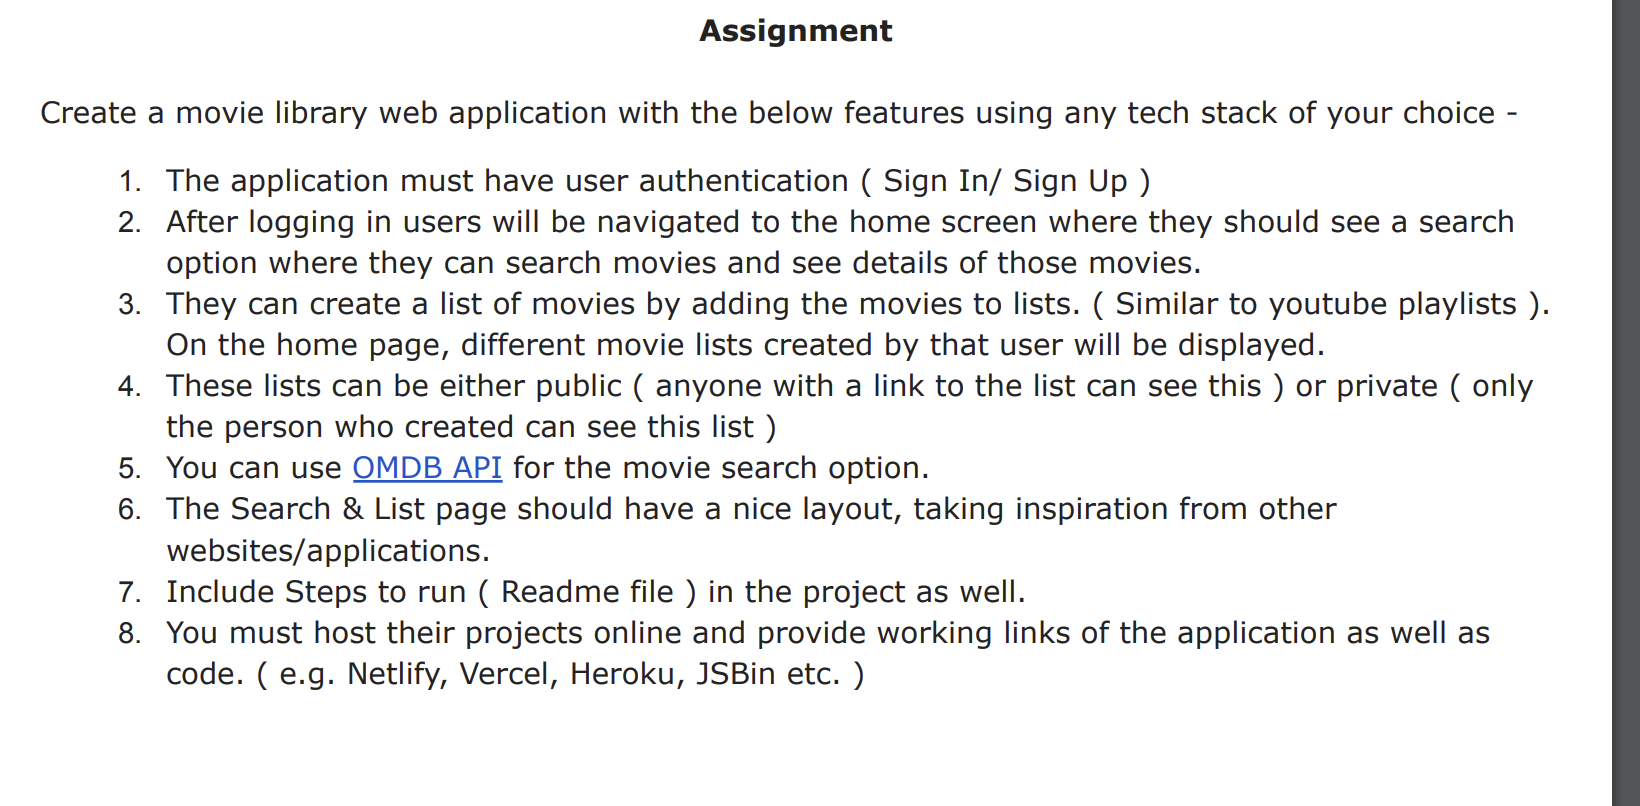 Assignment
Create a movie library web application with the below features using any tech stack of your choice -
1. The application must have user authentication ( Sign In/ Sign Up )
2. After logging in users will be navigated to the home screen where they should see a search
option where they can search movies and see details of those movies.
3. They can create a list of movies by adding the movies to lists. ( Similar to youtube playlists ).
On the home page, different movie lists created by that user will be displayed.
4. These lists can be either public ( anyone with a link to the list can see this ) or private ( only
the person who created can see this list )
5. You can use OMDB API for the movie search option.
6. The Search & List page should have a nice layout, taking inspiration from other
websites/applications.
7. Include Steps to run ( Readme file ) in the project as well.
8. You must host their projects online and provide working links of the application as well as
code. ( e.g. Netlify, Vercel, Heroku, JSBin etc. )